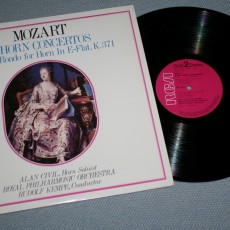 MOZART
HORN CONCERTOS
Rondo for Horn In E-Flat, K.371
ALAN CIVIL, Horn Soloist
ROYAL PHILHARMONIC ORCHESTRA
RUDOLF KEMPE, Conductor
RCA